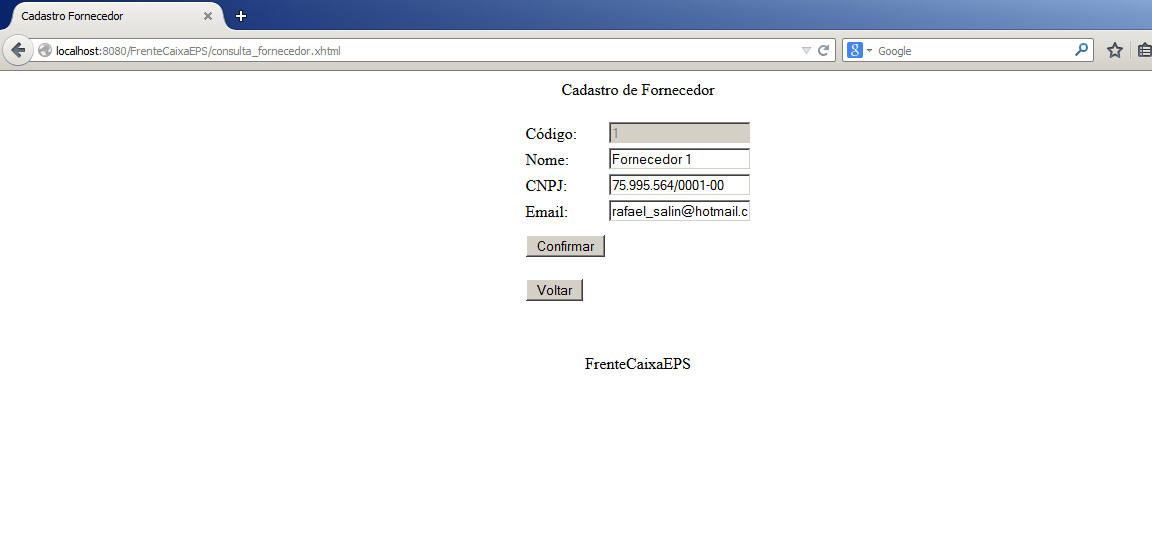 Cadastro Fornecedor
localhost:8080/FrenteCaixaEPS/consulta_fornecedor.xhtml
8 Google
Cadastro de Fornecedor
Código: 1
Nome: Fornecedor 1
CNPJ: 75.995.564/0001-00
Email: rafael_salin@hotmail.c
Confirmar
Voltar
FrenteCaixaEPS